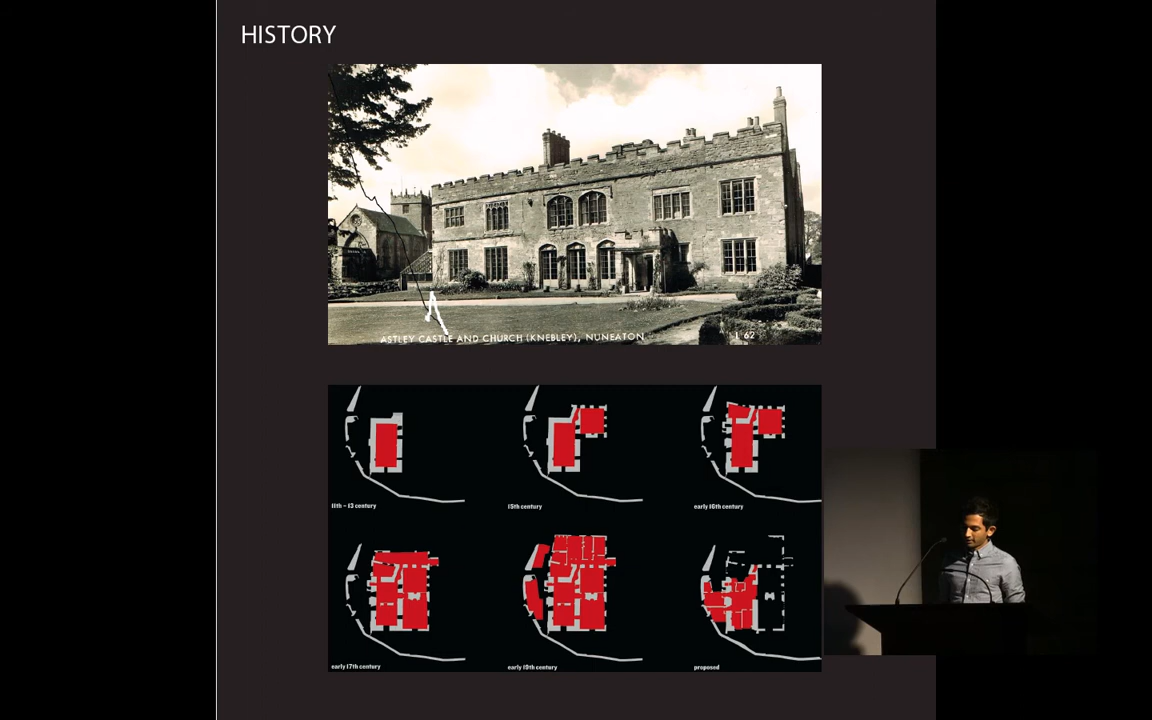 HISTORY
ASTLEY CASTLE AND CHURCH (KNEBLEY), NUNEATON
L 62
11th – 13 century
15th century
early 16th century
early 17th century
early 19th century
proposed